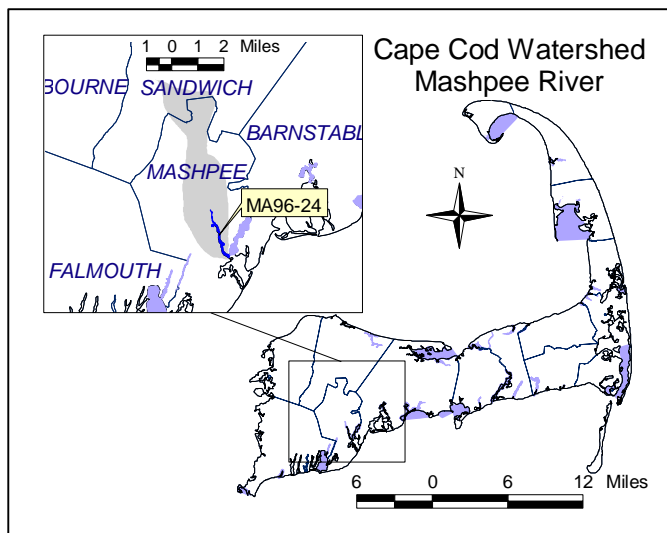 Cape Cod Watershed
Mashpee River
1 0 1 2 Miles
BOURNE
SANDWICH
BARNSTABL
MASHPEE
MA96-24
FALMOUTH
N
6 0 6 12
Miles